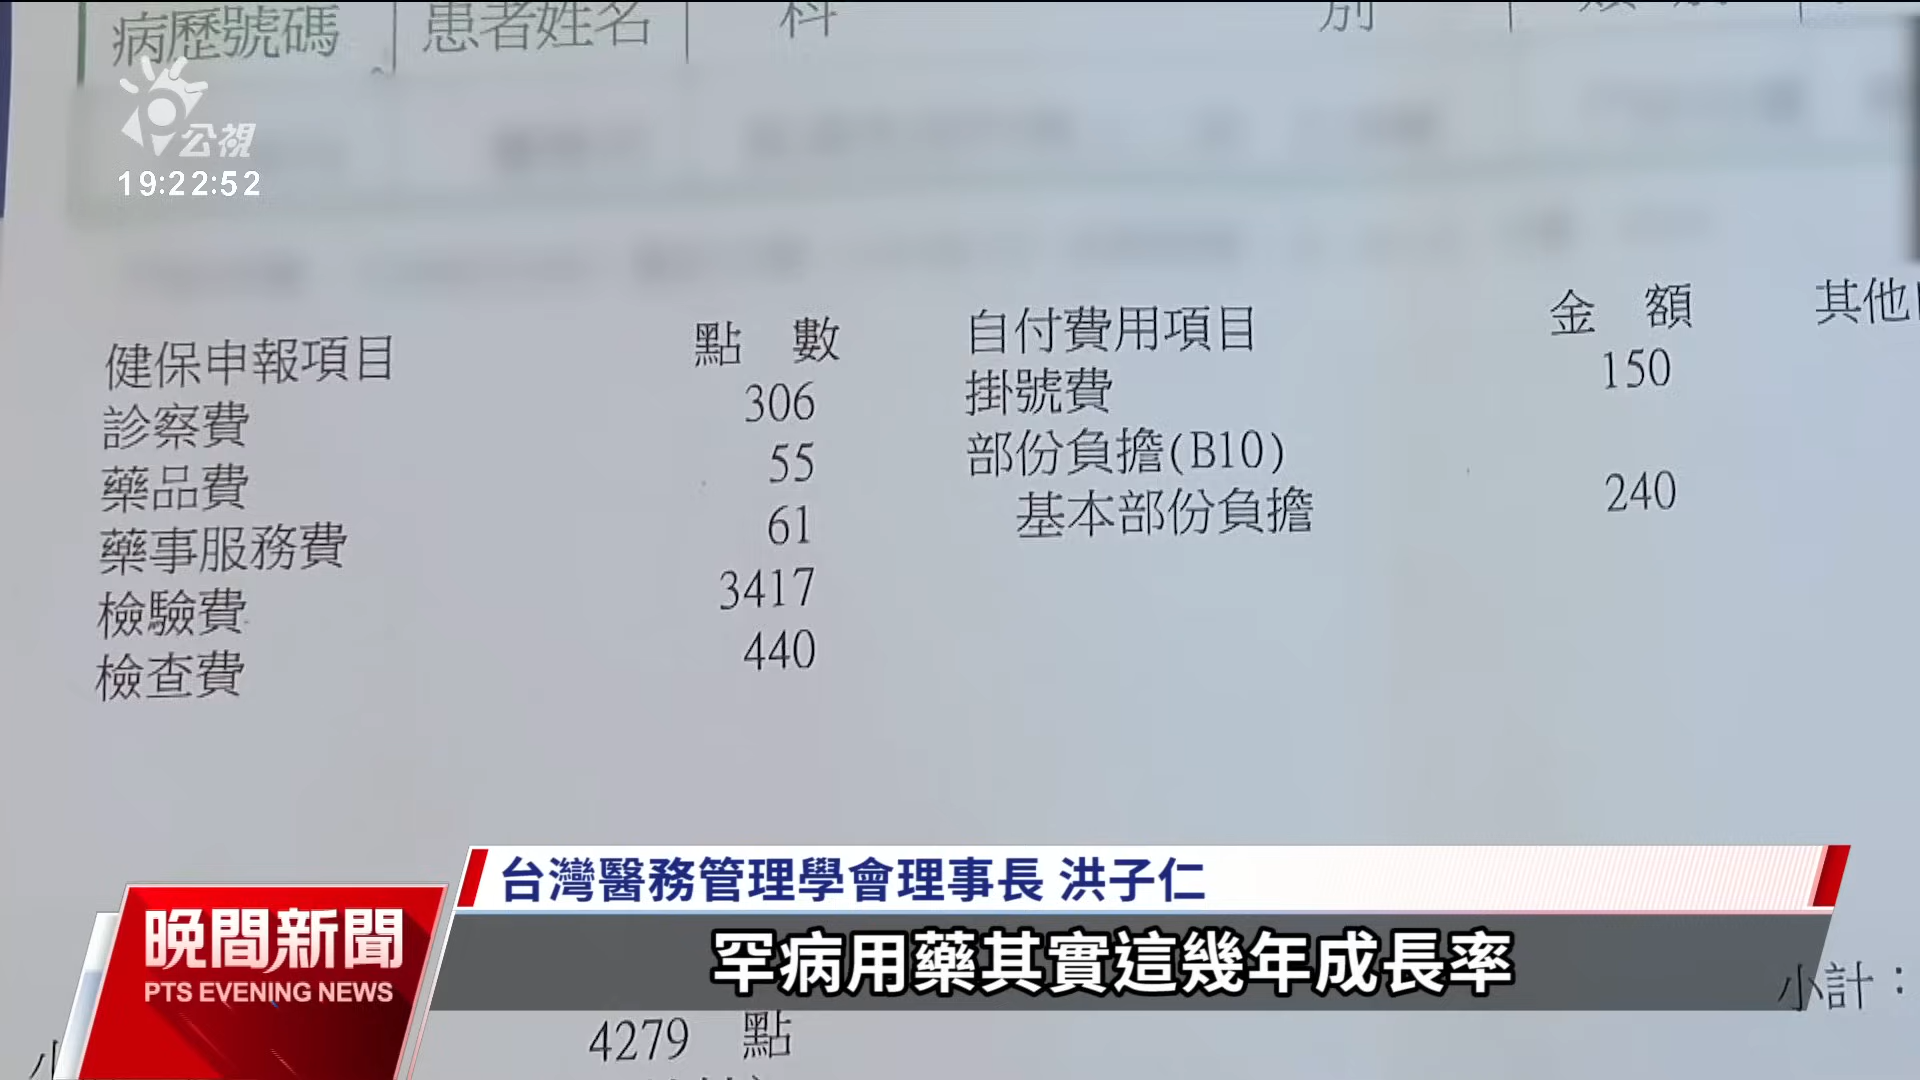 病歷號碼 患者姓名 科 別
公視
19:22:52
健保申報項目 點 數 自付費用項目 金 額 其他
診察費 306 掛號費 150
藥品費 55 部份負擔(B10)
藥事服務費 61 基本部份負擔 240
檢驗費 3417
檢查費 440
台灣醫務管理學會理事長 洪子仁
晚間新聞
PTS EVENING NEWS
罕病用藥其實這幾年成長率
小計：
4279 點